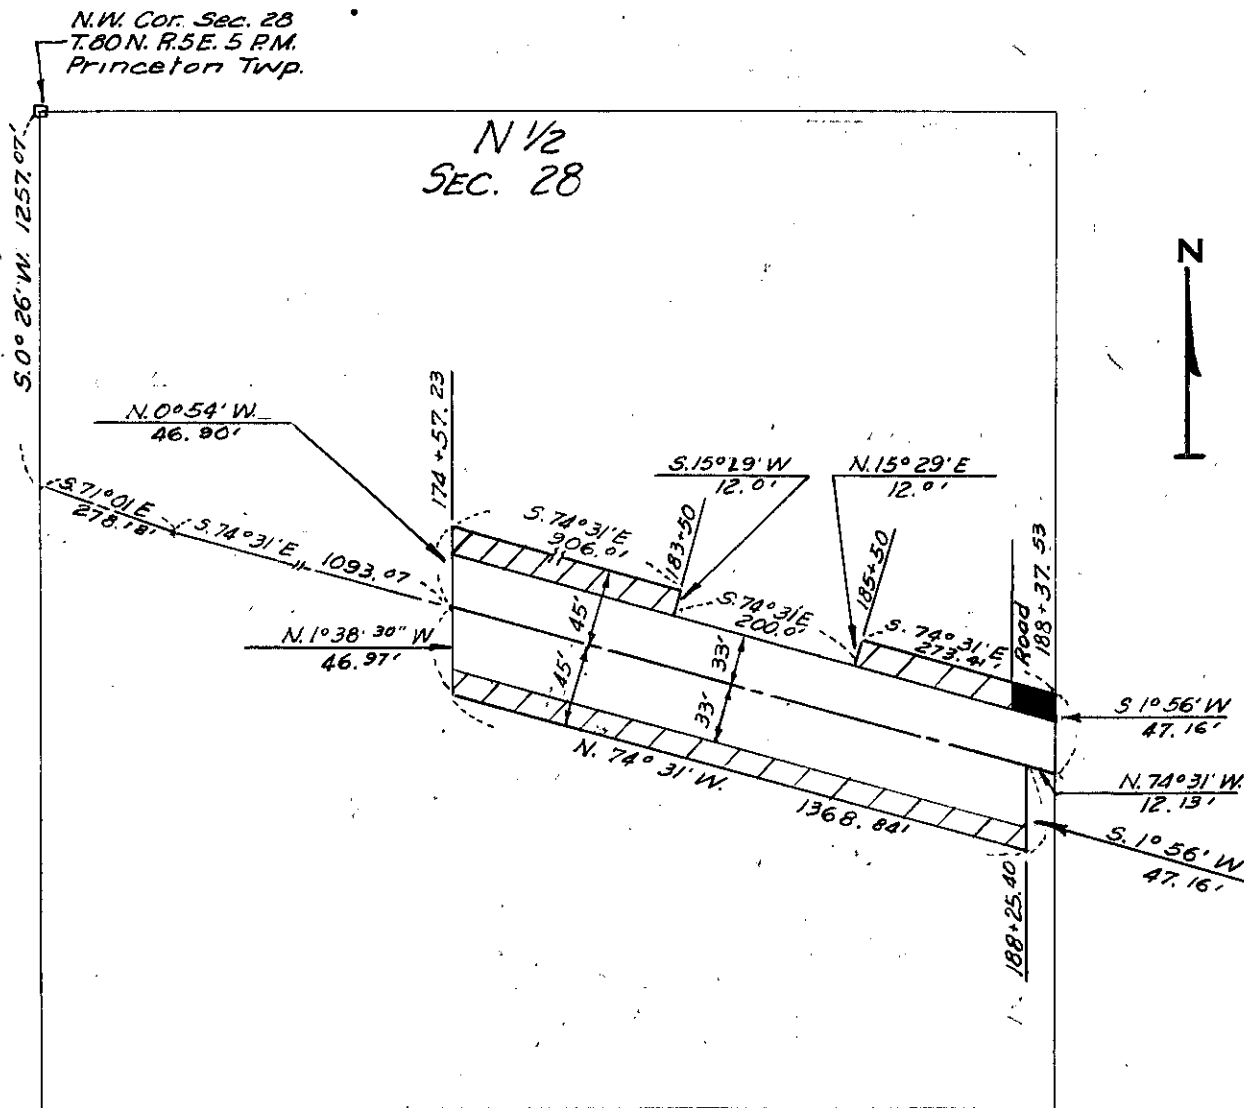 N.W. Cor. Sec. 28
T.80N. R.5E. 5 P.M.
Princeton Twp.
N 1/2
SEC. 28
S.0° 26' W. 1257.07'
N
N.0°54' W.
46.90'
174 + 57.23
S.15°29' W
12.0'
N.15°29' E
12.0'
S.71°01 E
278.18'
S.74°31' E
1093.07
S.74°31' E
906.0'
183+50
185+50
188+37.53
Road
S.74°31'E
200.0'
S. 74°31' E
273.41'
N.1°38' 30" W
46.97'
45'
45'
33'
33'
S 1°56' W
47.16'
N. 74°31' W.
1368.84'
N.74°31' W.
12.13'
S. 1°56' W
47.16'
188+25.40